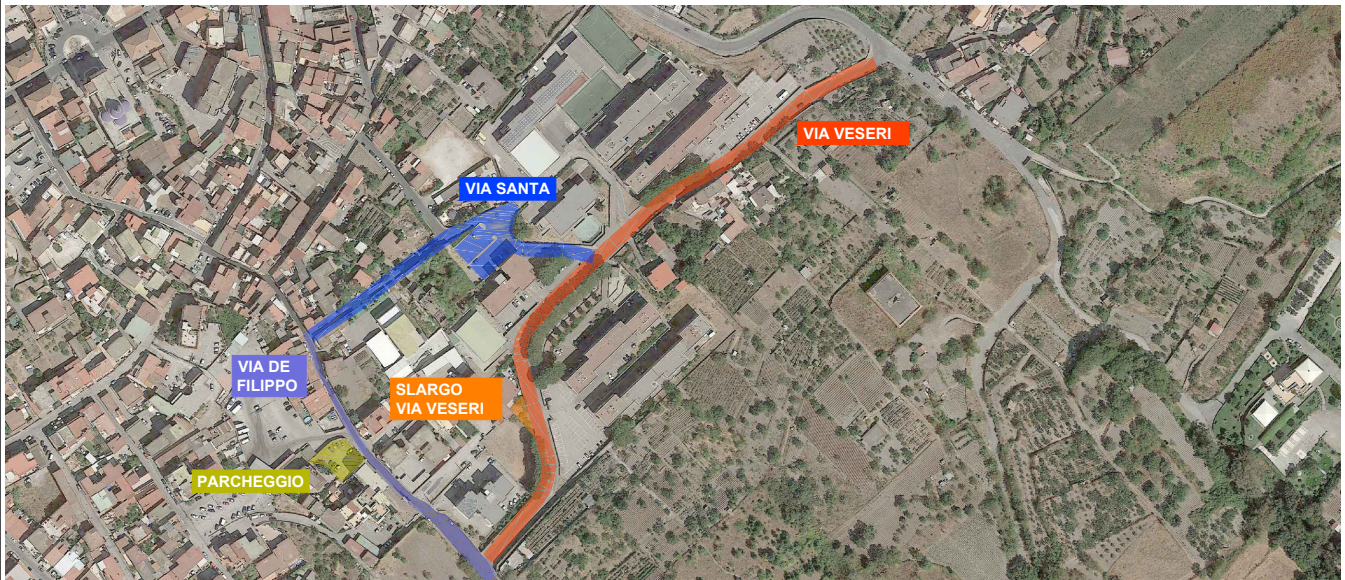 VIA VESERI
VIA SANTA
VIA DE
FILIPPO
SLARGO
VIA VESERI
PARCHEGGIO